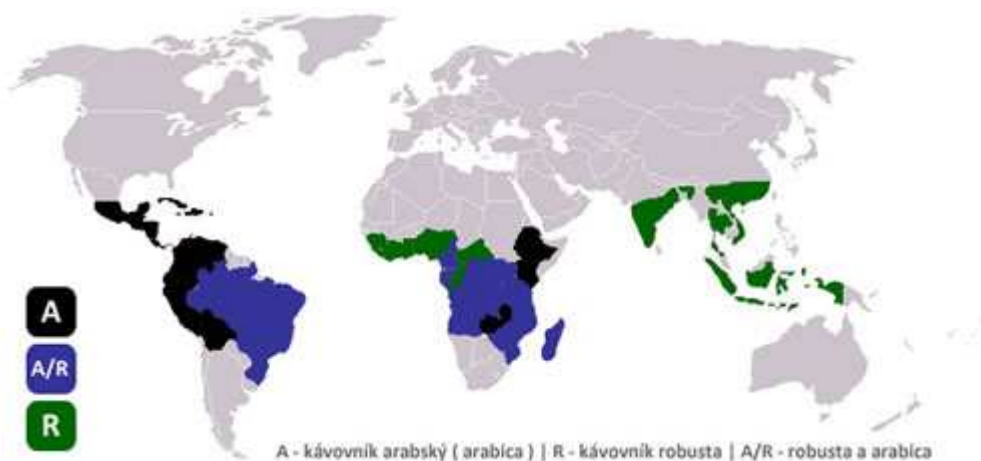 A
A/R
R
A - kávovník arabský ( arabica ) | R - kávovník robusta | A/R - robusta a arabica